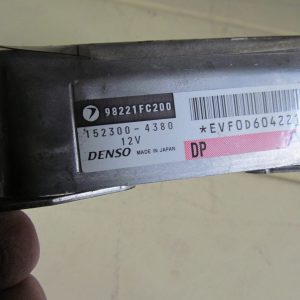 98221FC200
152300-4380
12V
DENSO MADE IN JAPAN
*EVF0D604221
DP